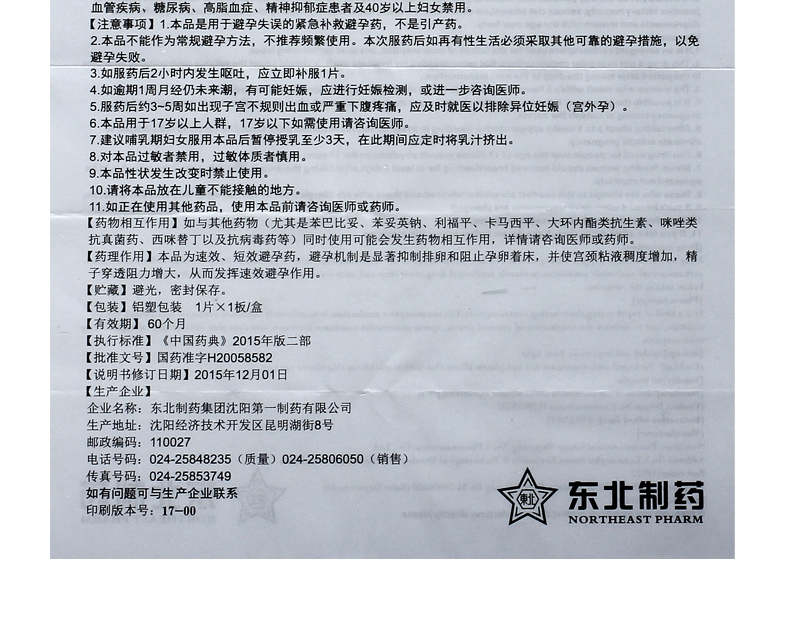 血管疾病、糖尿病、高脂血症、精神抑郁症患者及40岁以上妇女禁用。
【注意事项】1.本品是用于避孕失误的紧急补救避孕药，不是引产药。
2.本品不能作为常规避孕方法，不推荐频繁使用。本次服药后如再有性生活必须采取其他可靠的避孕措施，以免
避孕失败。
3.如服药后2小时内发生呕吐，应立即补服1片。
4.如逾期1周月经仍未来潮，有可能妊娠，应进行妊娠检测，或进一步咨询医师。
5.服药后约3~5周如出现子宫不规则出血或严重下腹疼痛，应及时就医以排除异位妊娠（宫外孕）。
6.本品用于17岁以上人群，17岁以下如需使用请咨询医师。
7.建议哺乳期妇女服用本品后暂停授乳至少3天，在此期间应定时将乳汁挤出。
8.对本品过敏者禁用，过敏体质者慎用。
9.本品性状发生改变时禁止使用。
10.请将本品放在儿童不能接触的地方。
11.如正在使用其他药品，使用本品前请咨询医师或药师。
【药物相互作用】如与其他药物（尤其是苯巴比妥、苯妥英钠、利福平、卡马西平、大环内酯类抗生素、咪唑类
抗真菌药、西咪替丁以及抗病毒药等）同时使用可能会发生药物相互作用，详情请咨询医师或药师。
【药理作用】本品为速效、短效避孕药，避孕机制是显著抑制排卵和阻止孕卵着床，并使宫颈粘液稠度增加，精
子穿透阻力增大，从而发挥速效避孕作用。
【贮藏】避光，密封保存。
【包装】铝塑包装 1片×1板/盒
【有效期】60个月
【执行标准】《中国药典》2015年版二部
【批准文号】国药准字H20058582
【说明书修订日期】2015年12月01日
【生产企业】
企业名称：东北制药集团沈阳第一制药有限公司
生产地址：沈阳经济技术开发区昆明湖街8号
邮政编码：110027
电话号码：024-25848235（质量）024-25806050（销售）
传真号码：024-25853749
如有问题可与生产企业联系
印刷版本号：17-00
東北
东北制药
NORTHEAST PHARM